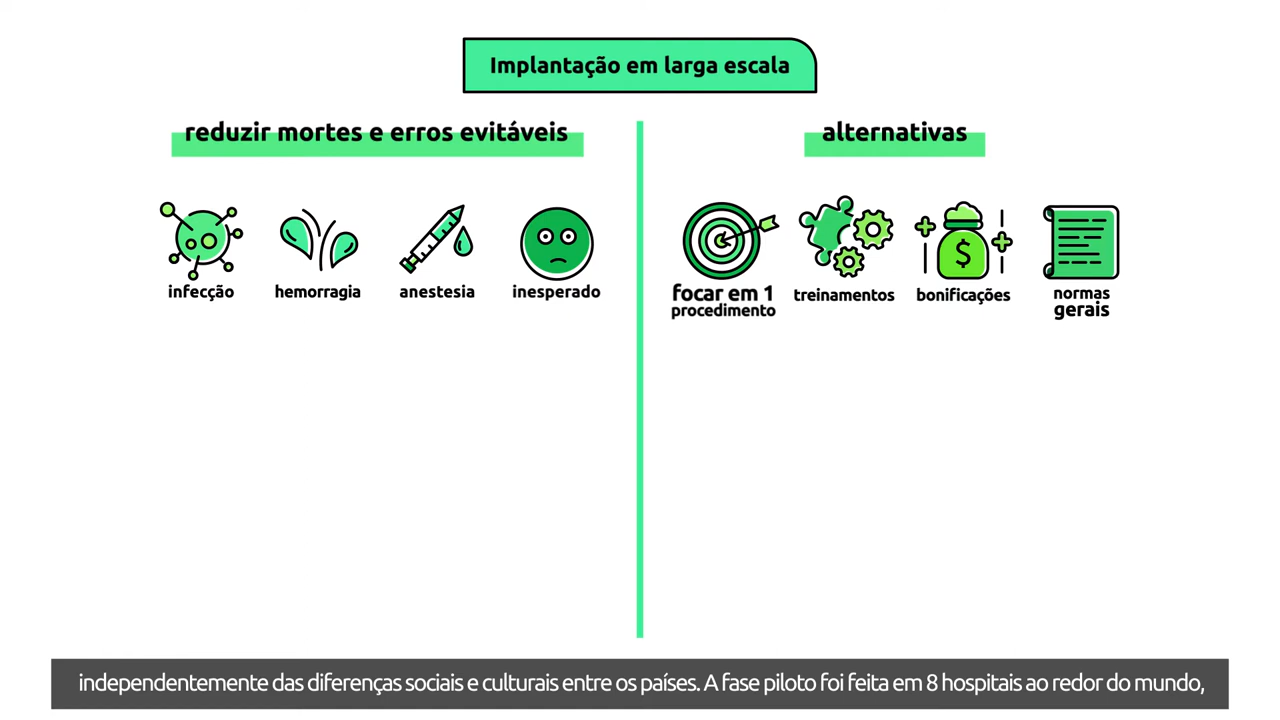 Implantação em larga escala
reduzir mortes e erros evitáveis
infecção
hemorragia
anestesia
inesperado
alternativas
focar em 1
procedimento
treinamentos
$
bonificações
normas
gerais
independentemente das diferenças sociais e culturais entre os países. A fase piloto foi feita em 8 hospitais ao redor do mundo,